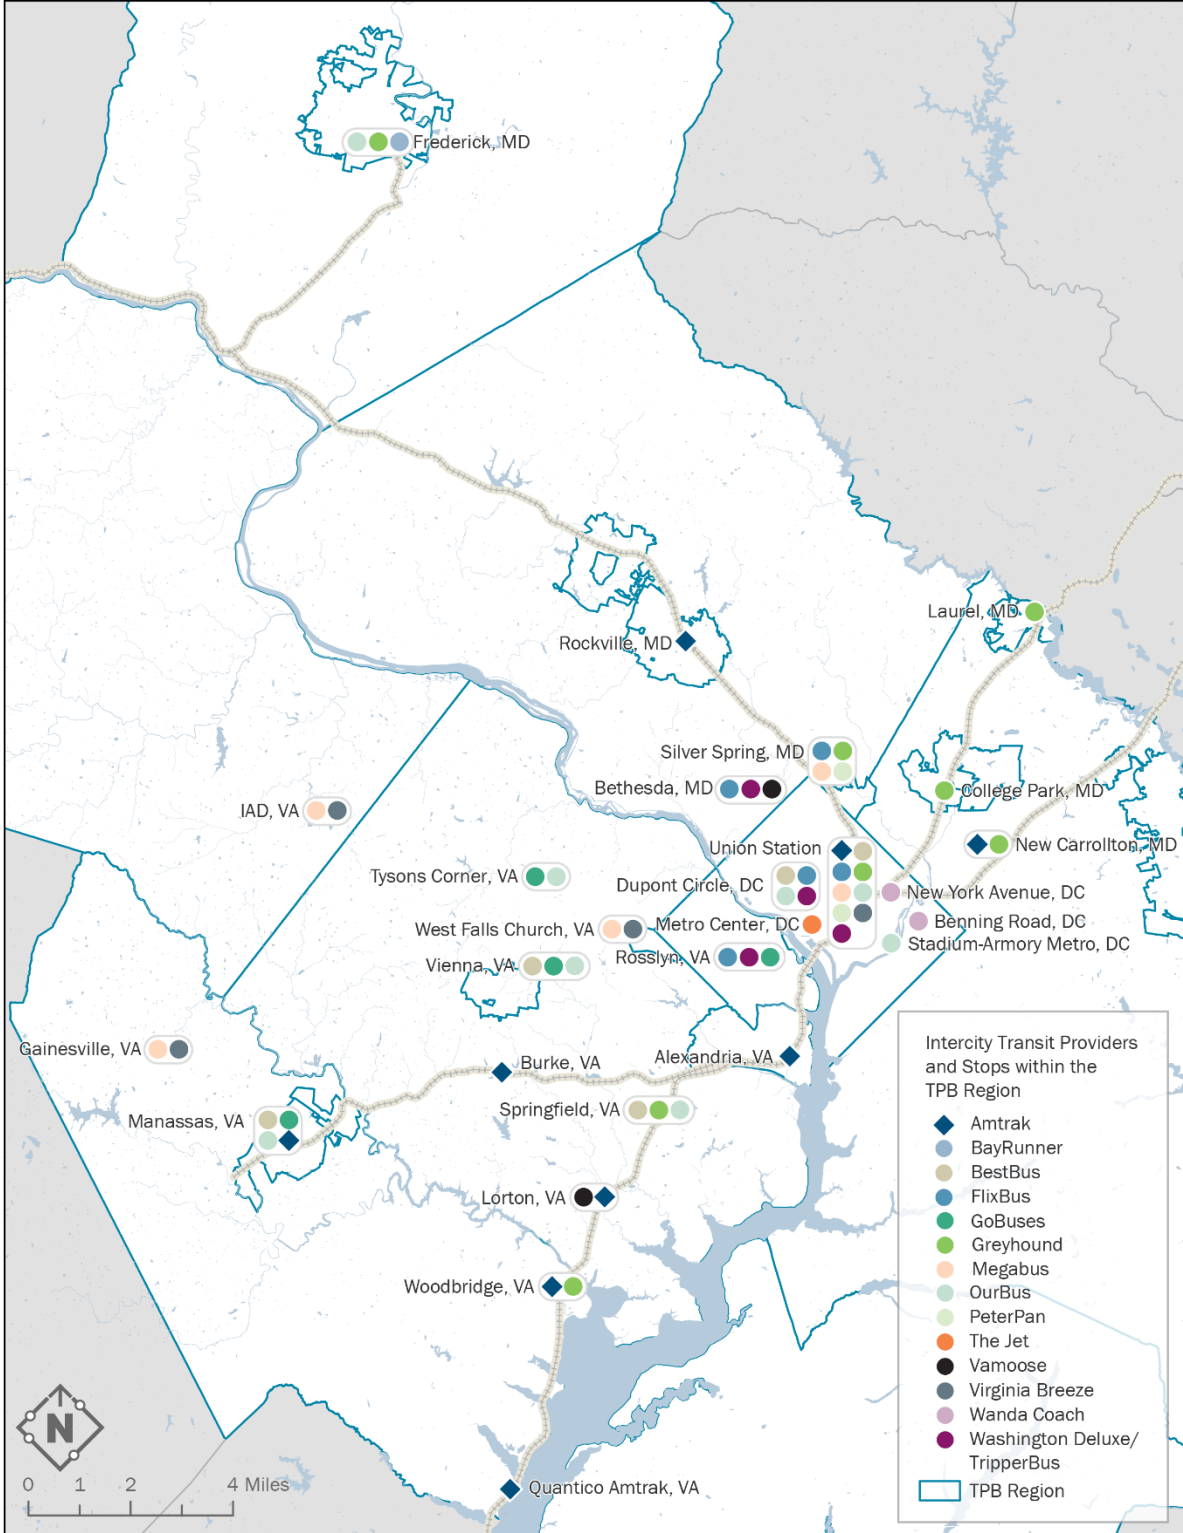 Frederick, MD
Laurel, MD
Rockville, MD
Silver Spring, MD
Bethesda, MD
College Park, MD
IAD, VA
Union Station
New Carrollton, MD
Tysons Corner, VA
Dupont Circle, DC
New York Avenue, DC
West Falls Church, VA
Metro Center, DC
Benning Road, DC
Stadium-Armory Metro, DC
Vienna, VA
Rosslyn, VA
Gainesville, VA
Burke, VA
Alexandria, VA
Springfield, VA
Manassas, VA
Lorton, VA
Woodbridge, VA
Quantico Amtrak, VA
Intercity Transit Providers
and Stops within the
TPB Region
Amtrak
BayRunner
BestBus
FlixBus
GoBuses
Greyhound
Megabus
OurBus
PeterPan
The Jet
Vamoose
Virginia Breeze
Wanda Coach
Washington Deluxe/
TripperBus
TPB Region
N
0 1 2 4 Miles